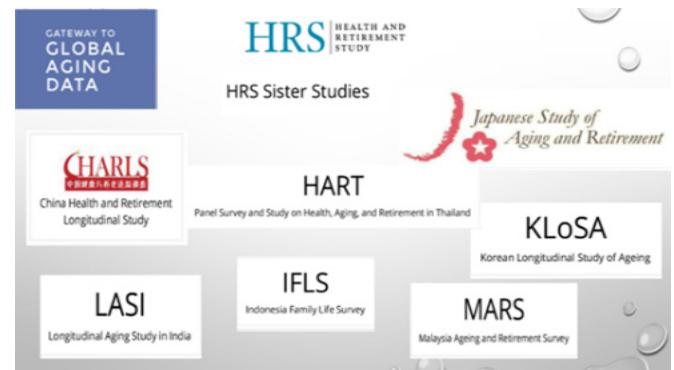 GATEWAY TO
GLOBAL
AGING
DATA
HRS
HEALTH AND
RETIREMENT
STUDY
HRS Sister Studies
Japanese Study of
Aging and Retirement
CHARLS
China Health and Retirement
Longitudinal Study
HART
Panel Survey and Study on Health, Aging, and Retirement in Thailand
KLoSA
Korean Longitudinal Study of Ageing
LASI
Longitudinal Aging Study in India
IFLS
Indonesia Family Life Survey
MARS
Malaysia Ageing and Retirement Survey